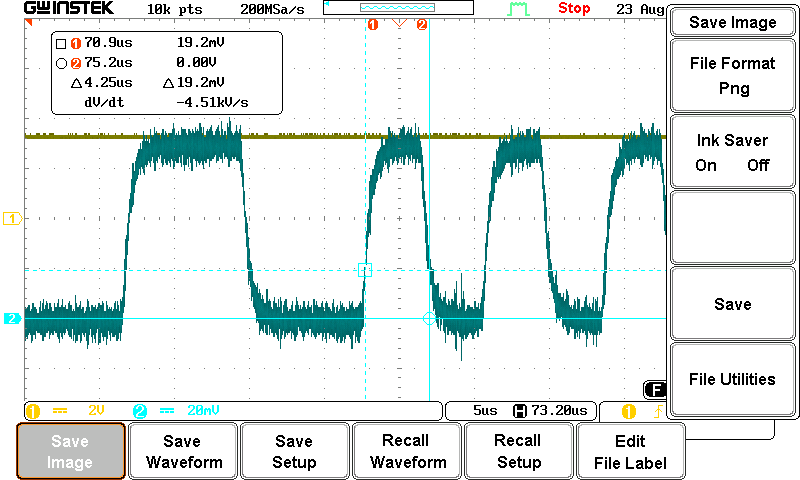 GWINSTEK 10k pts 200MSa/s Stop 23 Aug
1 2
1 70.9us 19.2mV
2 75.2us 0.00V
△4.25us △19.2mV
dV/dt -4.51kV/s
1
2
F
1 2V 2 20mV 5us H 73.20us 1
Save Image
File Format
Png
Ink Saver
On Off
Save
File Utilities
Save
Image
Save
Waveform
Save
Setup
Recall
Waveform
Recall
Setup
Edit
File Label